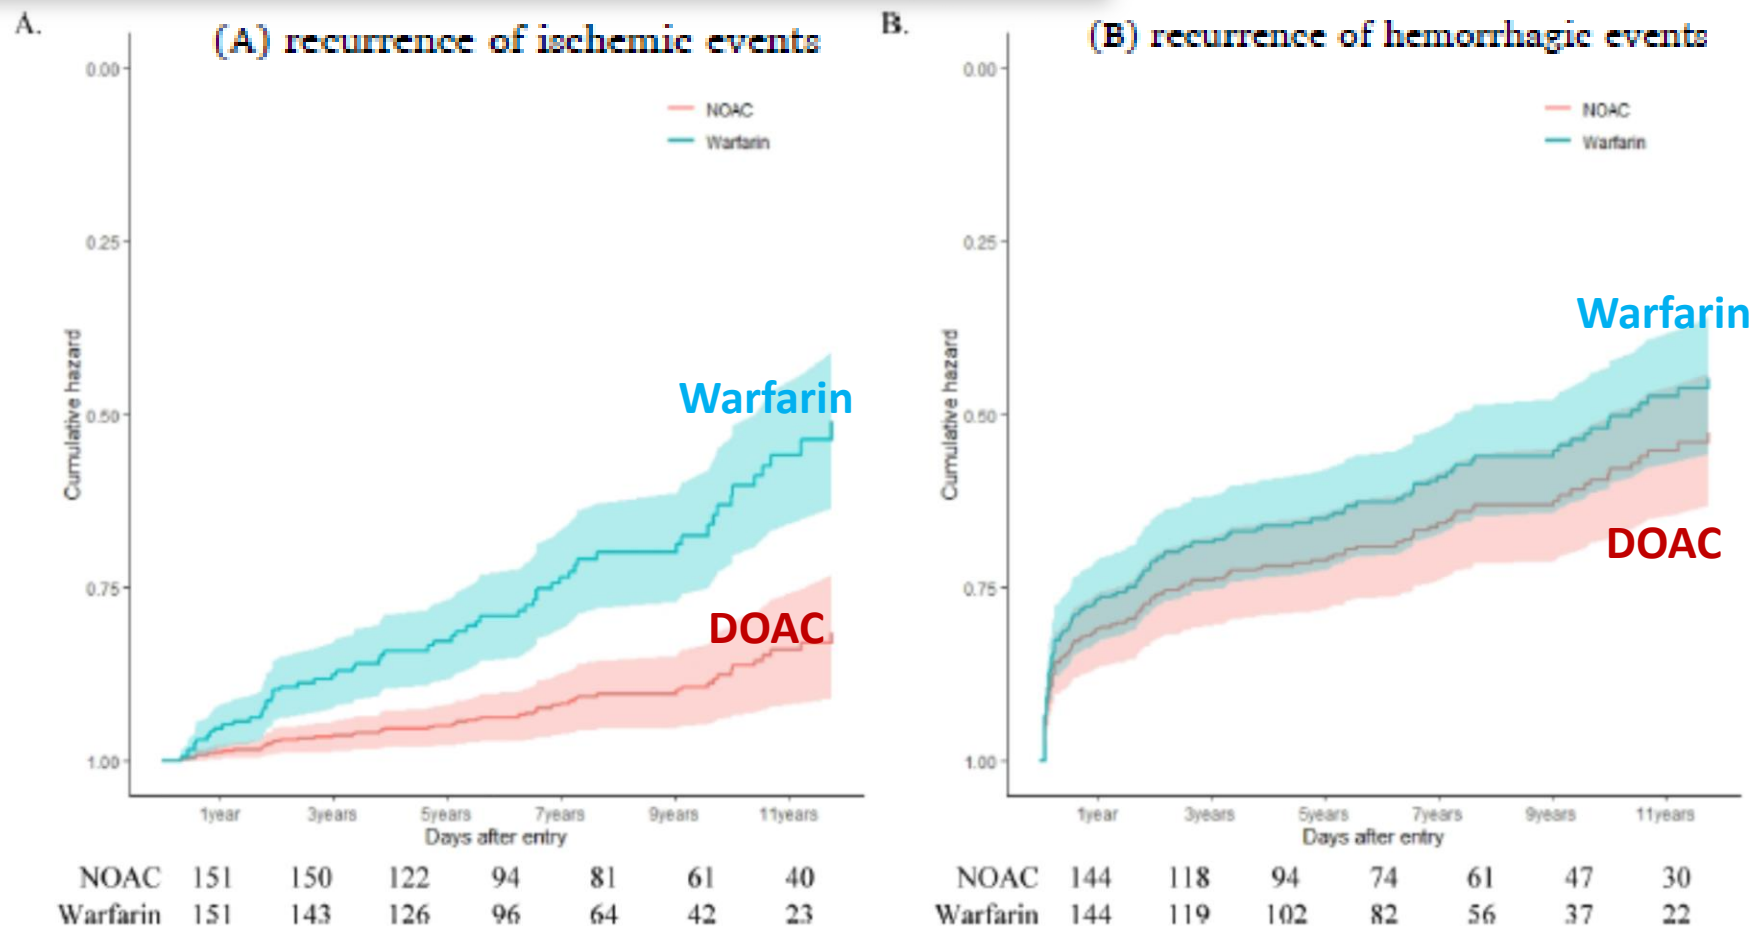 A.
(A) recurrence of ischemic events
0.00
NOAC
Warfarin
0.25
Cumulative hazard
0.50
Warfarin
0.75
DOAC
1.00
1year 3years 5years 7years 9years 11years
Days after entry
NOAC 151 150 122 94 81 61 40
Warfarin 151 143 126 96 64 42 23
B.
(B) recurrence of hemorrhagic events
0.00
NOAC
Warfarin
0.25
Warfarin
Cumulative hazard
0.50
DOAC
0.75
1.00
1year 3years 5years 7years 9years 11years
Days after entry
NOAC 144 118 94 74 61 47 30
Warfarin 144 119 102 82 56 37 22